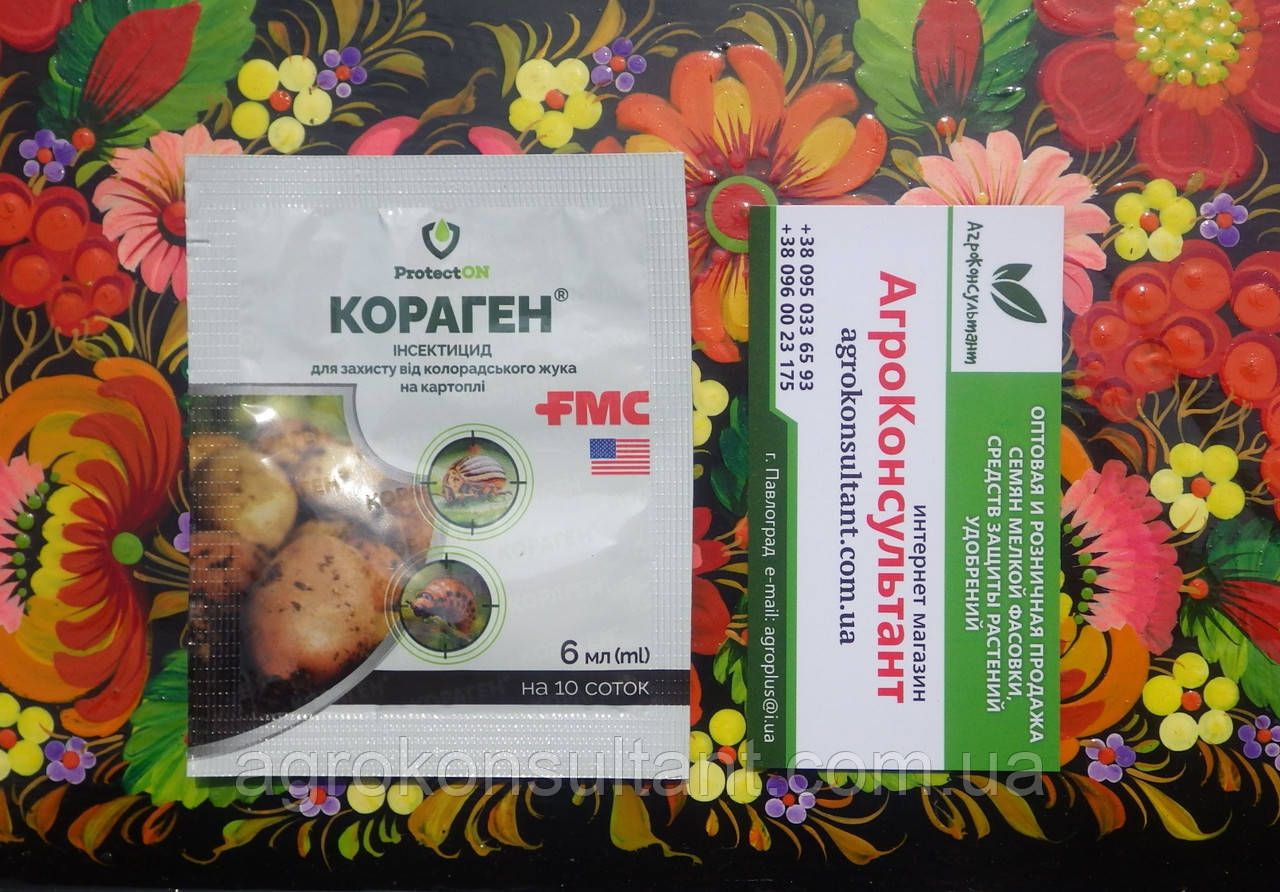 ProtectON
КОРАГЕН®
ІНСЕКТИЦИД
для захисту від колорадського жука
на картоплі
FMC
6 мл (ml)
на 10 соток
АгроКонсультант
ОПТОВАЯ И РОЗНИЧНАЯ ПРОДАЖА
СЕМЯН МЕЛКОЙ ФАСОВКИ,
СРЕДСТВ ЗАЩИТЫ РАСТЕНИЙ
УДОБРЕНИЙ
интернет магазин
АгроКонсультант
agrokonsultant.com.ua
+38 095 033 65 93
+38 096 00 23 175
г. Павлоград e-mail: agroplus@i.ua
agrokonsultant.com.ua